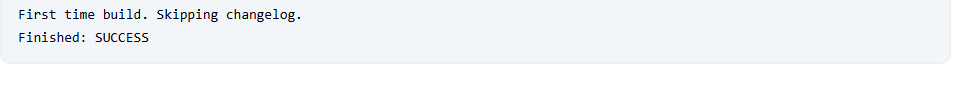 First time build. Skipping changelog.
Finished: SUCCESS